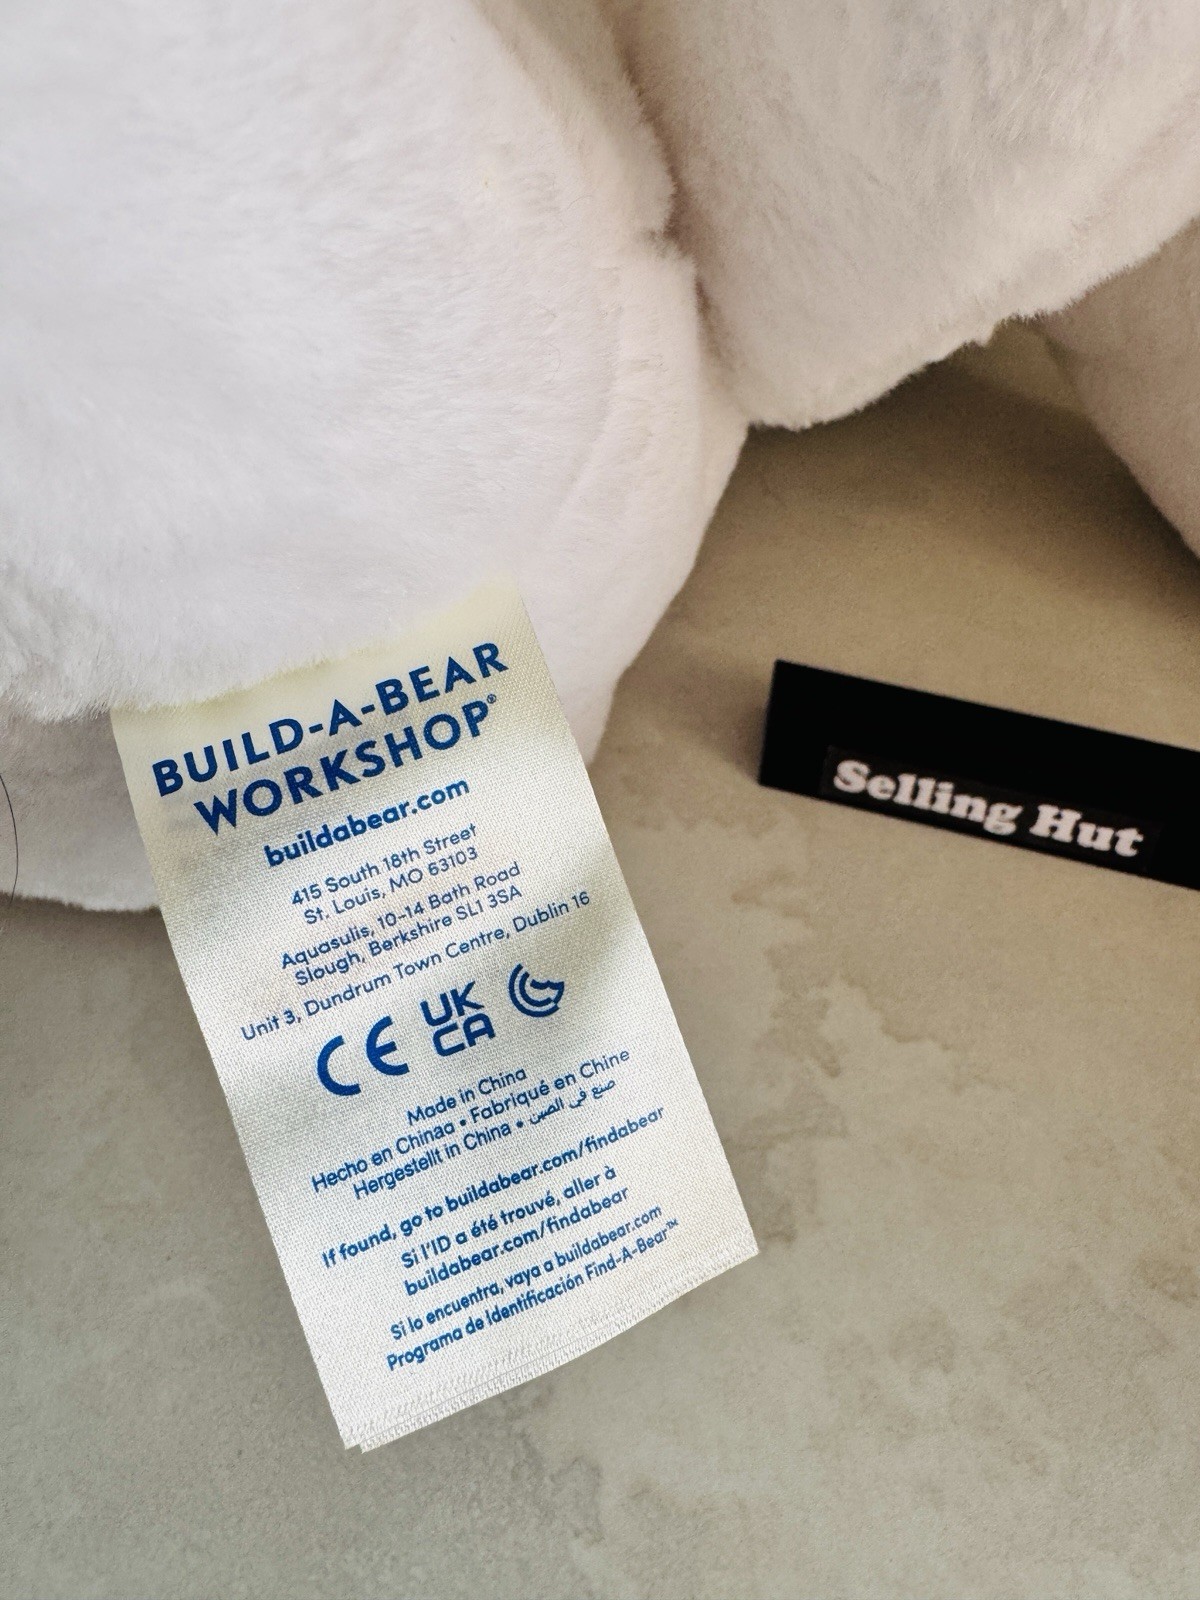 BUILD-A-BEAR
WORKSHOP®
buildabear.com
415 South 18th Street
St. Louis, MO 63103
Aquasulis, 10-14 Bath Road
Slough, Berkshire SL1 3SA
Unit 3, Dundrum Town Centre, Dublin 16
CE UK
CA
Made in China
Hecho en Chinaa • Fabriqué en Chine
Hergestellt in China • صنع في الصين
If found, go to buildabear.com/findabear
Si l'ID a été trouvé, aller à
buildabear.com/findabear
Si lo encuentra, vaya a buildabear.com
Programa de Identificación Find-A-Bear™
Selling Hut